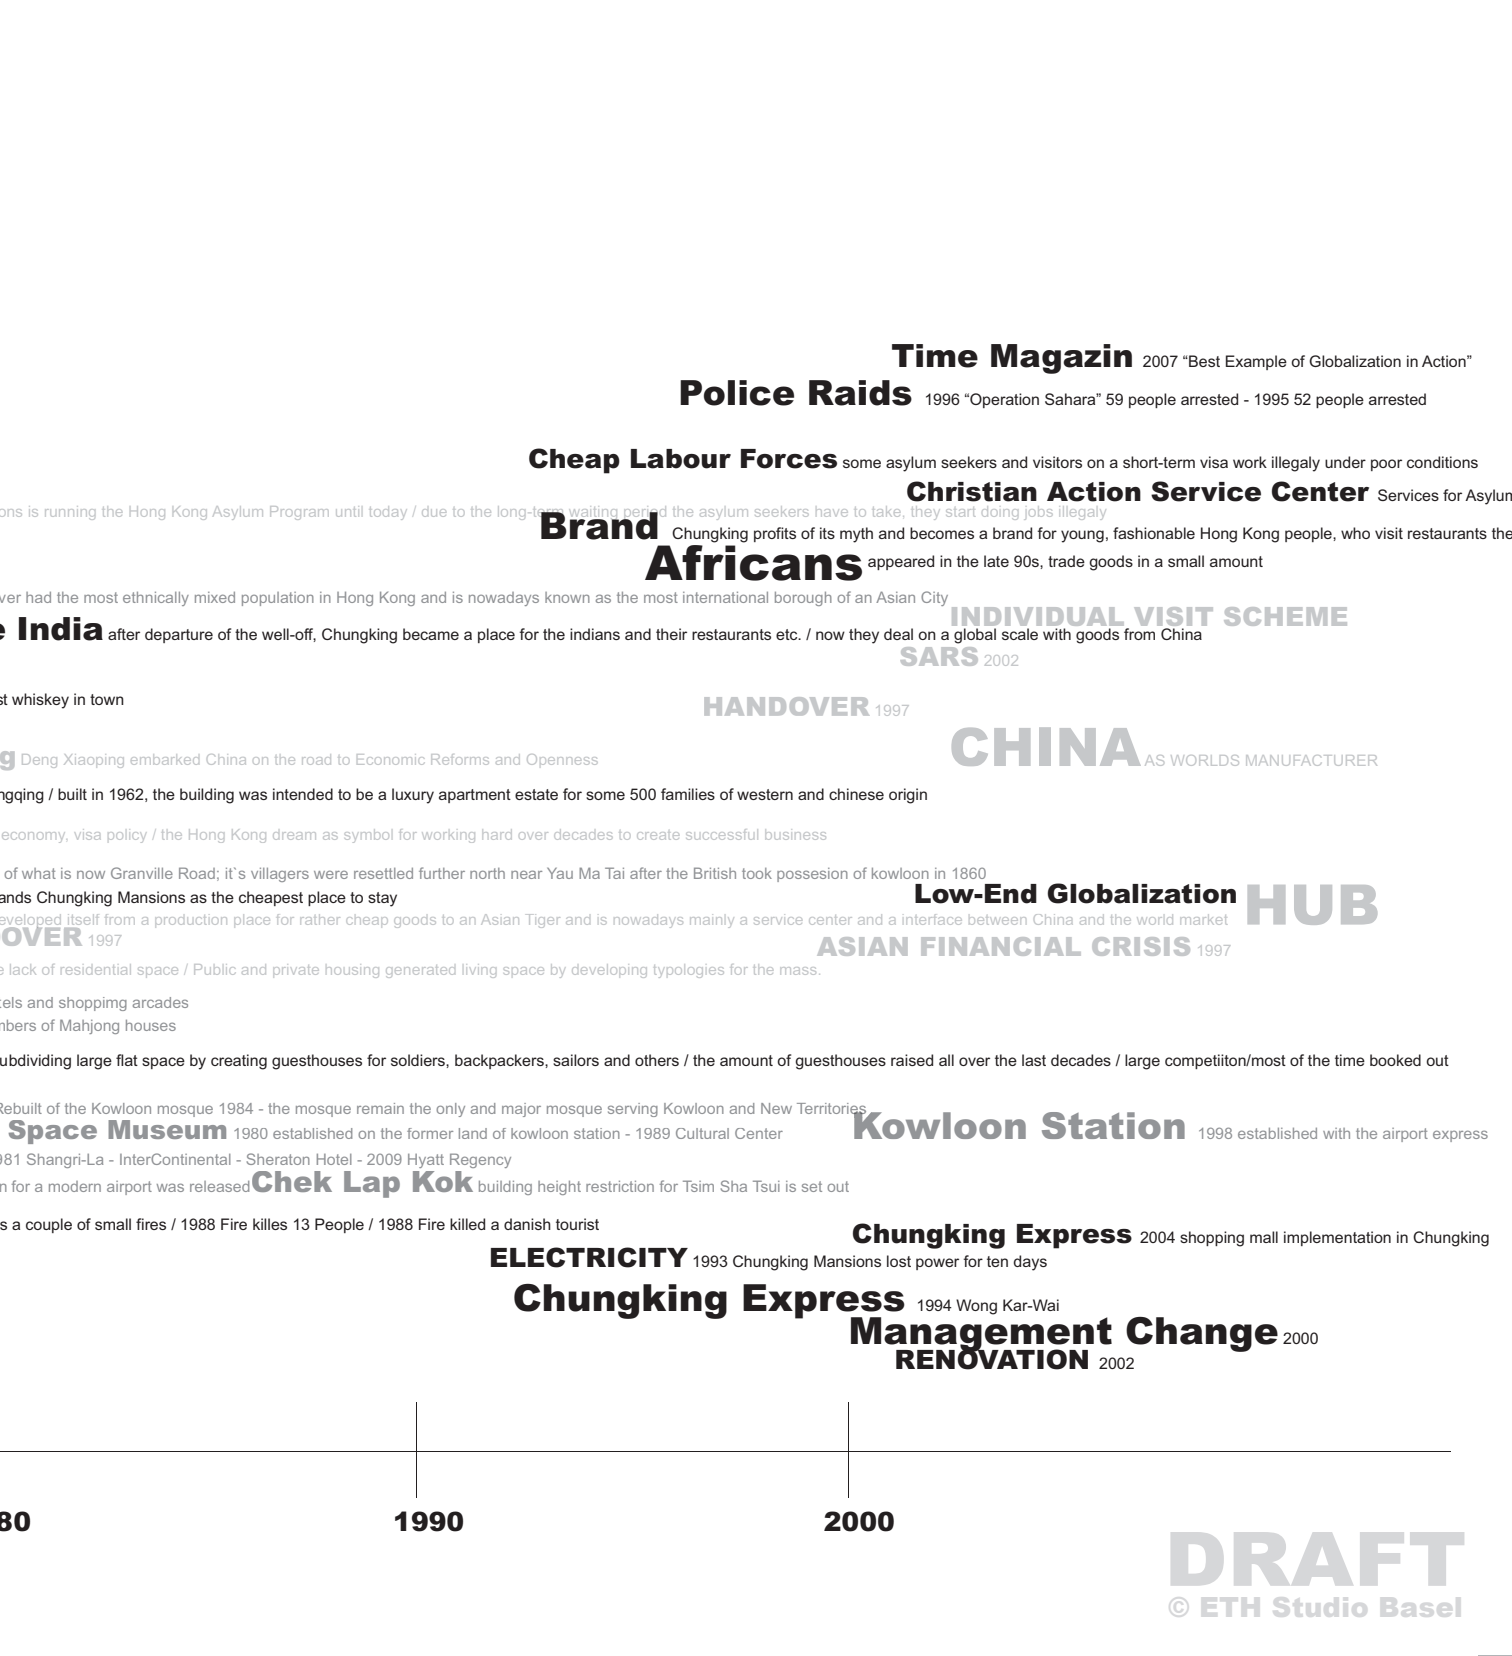 Time Magazin 2007 “Best Example of Globalization in Action”
Police Raids 1996 “Operation Sahara” 59 people arrested - 1995 52 people arrested
Cheap Labour Forces some asylum seekers and visitors on a short-term visa work illegaly under poor conditions
Christian Action Service Center Services for Asylum
ons is running the Hong Kong Asylum Program until today / due to the long-term waiting period the asylum seekers have to take, they start doing jobs illegaly
Brand Chungking profits of its myth and becomes a brand for young, fashionable Hong Kong people, who visit restaurants the
Africans appeared in the late 90s, trade goods in a small amount
ver had the most ethnically mixed population in Hong Kong and is nowadays known as the most international borough of an Asian City
INDIVIDUAL VISIT SCHEME
e India after departure of the well-off, Chungking became a place for the indians and their restaurants etc. / now they deal on a global scale with goods from China
SARS 2002
st whiskey in town
HANDOVER 1997
CHINA AS WORLDS MANUFACTURER
g Deng Xiaoping embarked China on the road to Economic Reforms and Openness
ngqing / built in 1962, the building was intended to be a luxury apartment estate for some 500 families of western and chinese origin
economy, visa policy / the Hong Kong dream as symbol for working hard over decades to create successful business
of what is now Granville Road; it`s villagers were resettled further north near Yau Ma Tai after the British took possesion of kowloon in 1860
ands Chungking Mansions as the cheapest place to stay
Low-End Globalization HUB
eveloped itself from a production place for rather cheap goods to an Asian Tiger and is nowadays mainly a service center and a interface between China and the world market
OVER 1997
ASIAN FINANCIAL CRISIS 1997
e lack of residential space / Public and private housing generated living space by developing typologies for the mass.
tels and shoppimg arcades
mbers of Mahjong houses
ubdividing large flat space by creating guesthouses for soldiers, backpackers, sailors and others / the amount of guesthouses raised all over the last decades / large competiiton/most of the time booked out
Rebuilt of the Kowloon mosque 1984 - the mosque remain the only and major mosque serving Kowloon and New Territories
Space Museum 1980 established on the former land of kowloon station - 1989 Cultural Center
Kowloon Station 1998 established with the airport express
981 Shangri-La - InterContinental - Sheraton Hotel - 2009 Hyatt Regency
n for a modern airport was released Chek Lap Kok building height restriction for Tsim Sha Tsui is set out
s a couple of small fires / 1988 Fire killes 13 People / 1988 Fire killed a danish tourist
Chungking Express 2004 shopping mall implementation in Chungking
ELECTRICITY 1993 Chungking Mansions lost power for ten days
Chungking Express 1994 Wong Kar-Wai
Management Change 2000
RENOVATION 2002
80 1990 2000
DRAFT
© ETH Studio Basel